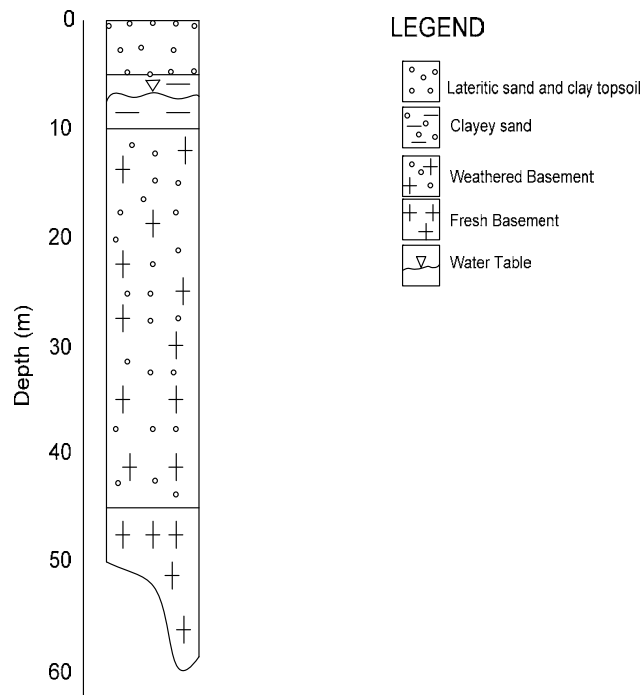 0
10
20
30
40
50
60
Depth (m)
LEGEND
Lateritic sand and clay topsoil
Clayey sand
Weathered Basement
Fresh Basement
Water Table